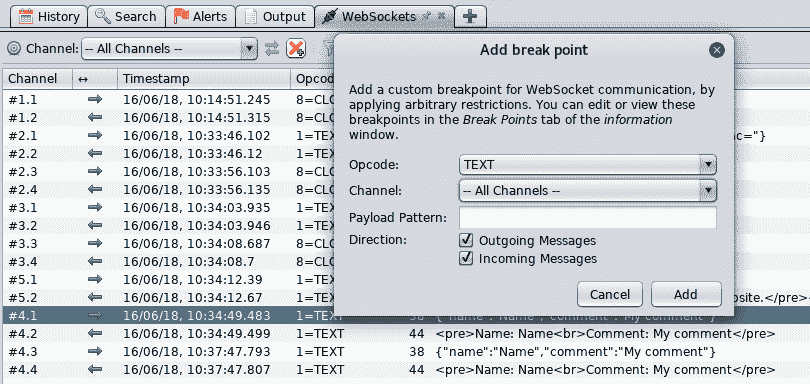 History Search Alerts Output WebSockets
Channel: -- All Channels --
Add break point
Channel ↔ Timestamp Opcod
Add a custom breakpoint for WebSocket communication, by
applying arbitrary restrictions. You can edit or view these
breakpoints in the Break Points tab of the information
window.
Opcode: TEXT
Channel: -- All Channels --
Payload Pattern:
Direction: Outgoing Messages
Incoming Messages
Cancel Add
#1.1 16/06/18, 10:14:51.245 8=CLO
#1.2 16/06/18, 10:14:51.315 8=CLO
#2.1 16/06/18, 10:33:46.102 1=TEX c="}
#2.2 16/06/18, 10:33:46.12 1=TEX
#2.3 16/06/18, 10:33:56.103 8=CLO
#2.4 16/06/18, 10:33:56.135 8=CLO
#3.1 16/06/18, 10:34:03.935 1=TEX
#3.2 16/06/18, 10:34:03.946 1=TEX
#3.3 16/06/18, 10:34:08.687 8=CLO
#3.4 16/06/18, 10:34:08.7 8=CLO
#5.1 16/06/18, 10:34:12.39 1=TEX
#5.2 16/06/18, 10:34:12.67 1=TEX bsite.</pre>
#4.1 16/06/18, 10:34:49.483 1=TEXT 38 {"name":"Name","comment":"My comment"}
#4.2 16/06/18, 10:34:49.499 1=TEXT 44 <pre>Name: Name<br>Comment: My comment</pre>
#4.3 16/06/18, 10:37:47.793 1=TEXT 38 {"name":"Name","comment":"My comment"}
#4.4 16/06/18, 10:37:47.807 1=TEXT 44 <pre>Name: Name<br>Comment: My comment</pre>